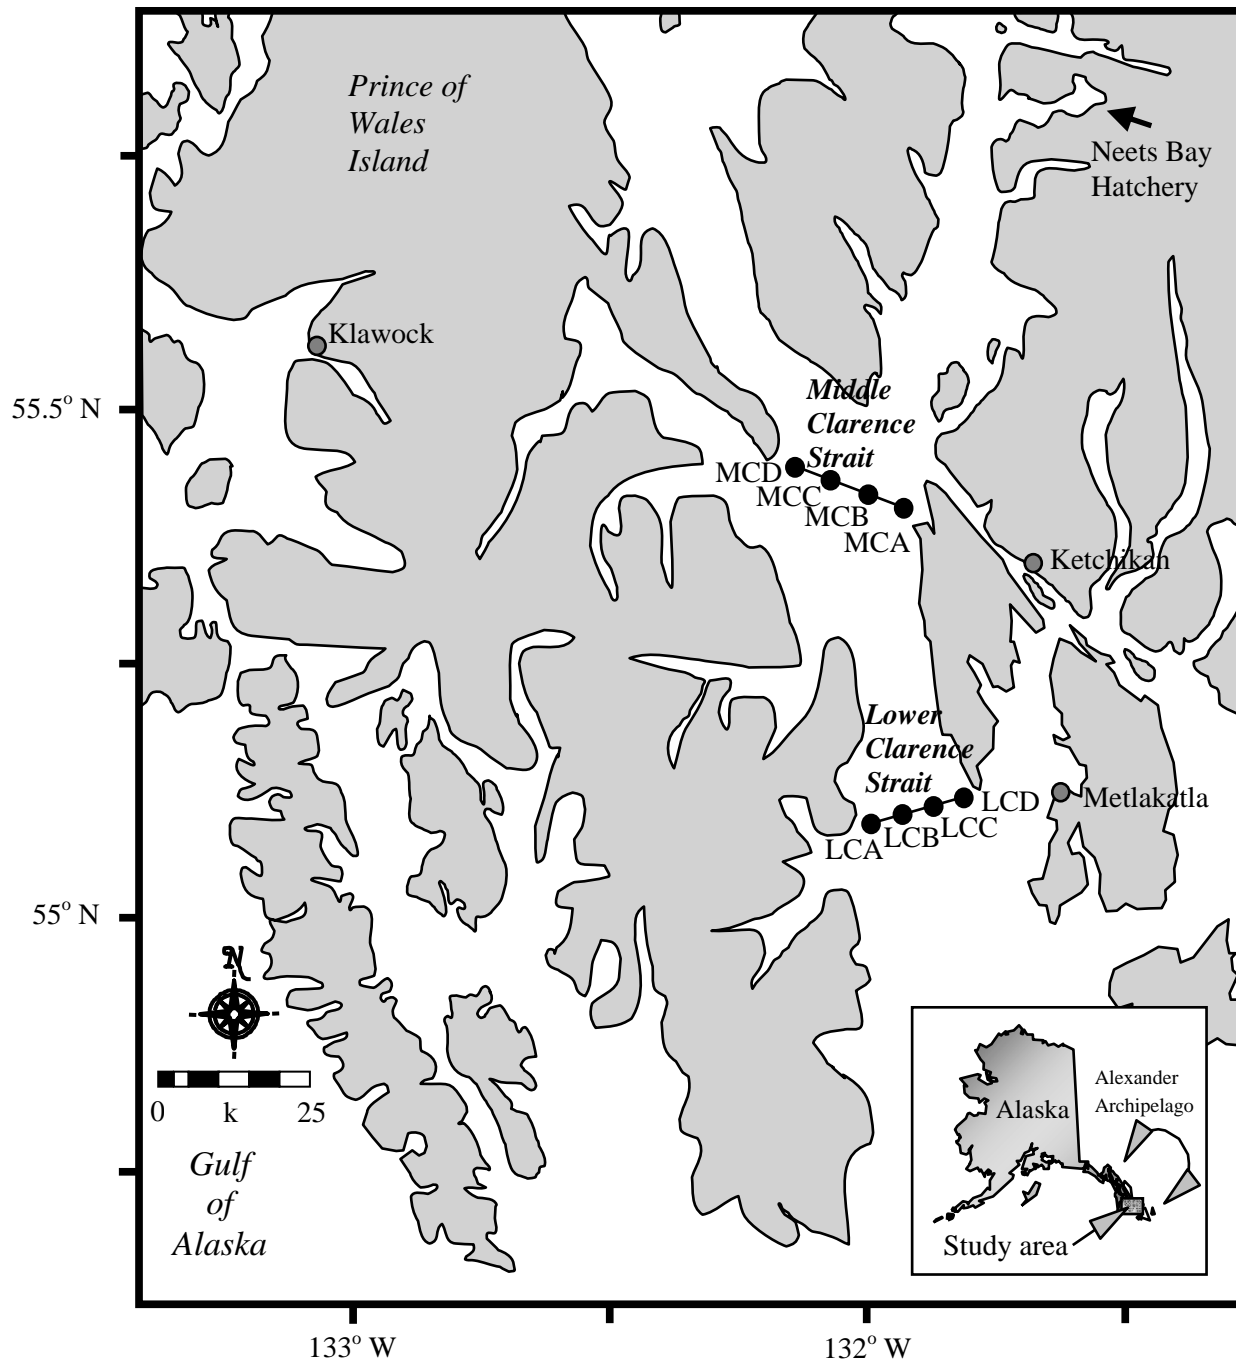 Prince of
Wales
Island
Neets Bay
Hatchery
Klawock
55.5° N
Middle
Clarence
Strait
MCD
MCC
MCB
MCA
Ketchikan
Lower
Clarence
Strait
LCD
LCC
LCB
LCA
Metlakatla
55° N
N
0 k 25
Gulf
of
Alaska
Alexander
Archipelago
Alaska
Study area
133° W
132° W